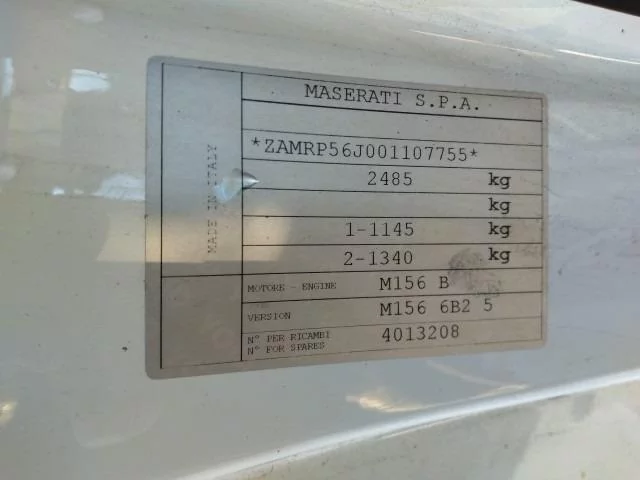 MASERATI S.P.A.
*ZAMRP56J001107755*
2485 kg
kg
1-1145 kg
2-1340 kg
MADE IN ITALY
MOTORE - ENGINE M156 B
VERSION M156 6B2 5
N° PER RICAMBI
N° FOR SPARES 4013208